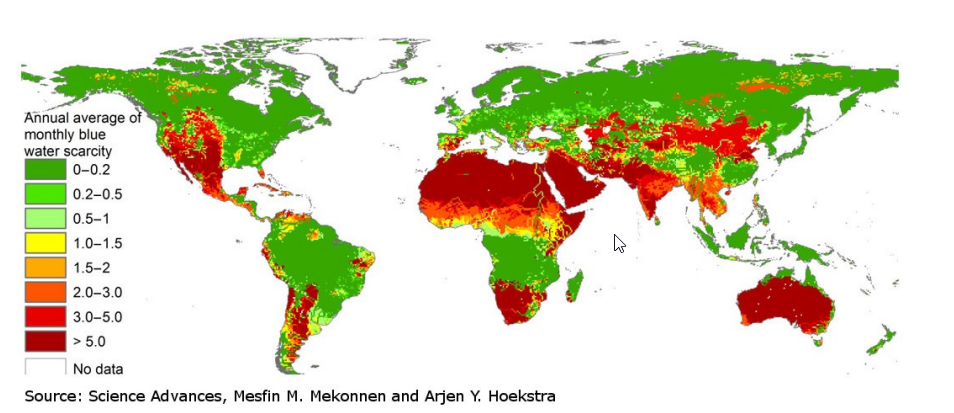 Annual average of
monthly blue
water scarcity
0–0.2
0.2–0.5
0.5–1
1.0–1.5
1.5–2
2.0–3.0
3.0–5.0
> 5.0
No data
Source: Science Advances, Mesfin M. Mekonnen and Arjen Y. Hoekstra